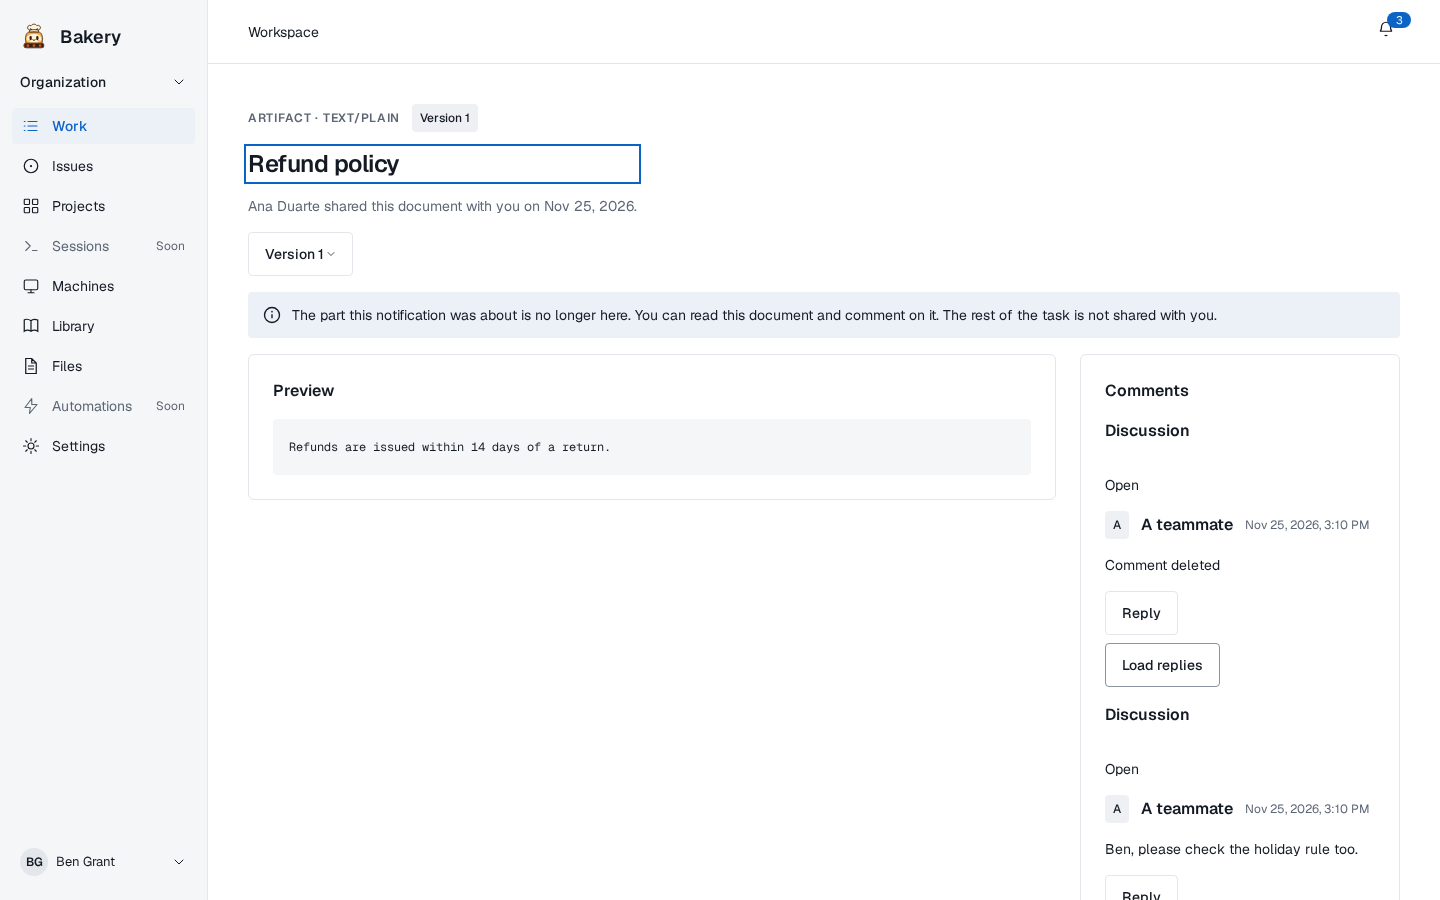 Bakery
Organization
Work
Issues
Projects
Sessions Soon
Machines
Library
Files
Automations Soon
Settings
BG Ben Grant
Workspace
3
ARTIFACT · TEXT/PLAIN Version 1
Refund policy
Ana Duarte shared this document with you on Nov 25, 2026.
Version 1
The part this notification was about is no longer here. You can read this document and comment on it. The rest of the task is not shared with you.
Preview
Refunds are issued within 14 days of a return.
Comments
Discussion
Open
A A teammate Nov 25, 2026, 3:10 PM
Comment deleted
Reply
Load replies
Discussion
Open
A A teammate Nov 25, 2026, 3:10 PM
Ben, please check the holiday rule too.
Reply